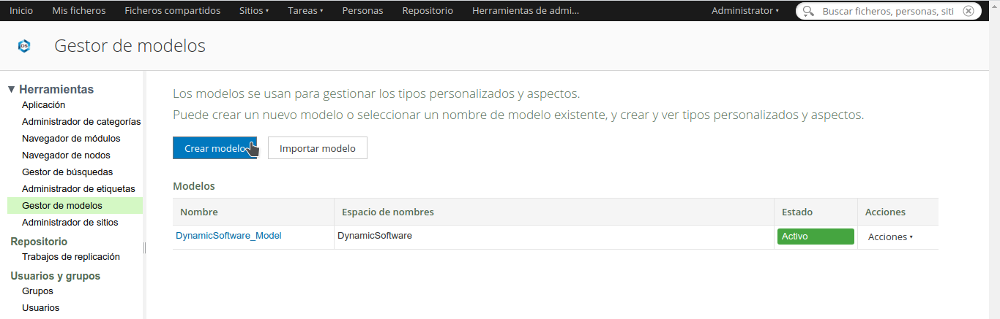 Inicio Mis ficheros Ficheros compartidos Sitios Tareas Personas Repositorio Herramientas de admi... Administrator Buscar ficheros, personas, siti
DS Gestor de modelos
Herramientas
Aplicación
Administrador de categorías
Navegador de módulos
Navegador de nodos
Gestor de búsquedas
Administrador de etiquetas
Gestor de modelos
Administrador de sitios
Repositorio
Trabajos de replicación
Usuarios y grupos
Grupos
Usuarios
Los modelos se usan para gestionar los tipos personalizados y aspectos.
Puede crear un nuevo modelo o seleccionar un nombre de modelo existente, y crear y ver tipos personalizados y aspectos.
Crear modelo Importar modelo
Modelos
Nombre Espacio de nombres Estado Acciones
DynamicSoftware_Model DynamicSoftware Activo Acciones